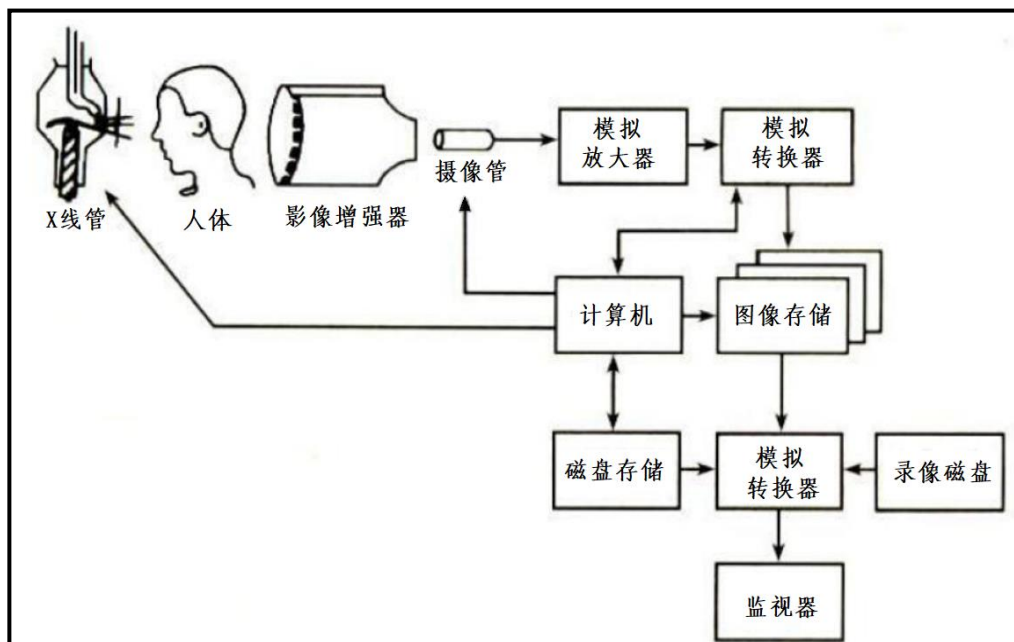 模拟
放大器
模拟
转换器
摄像管
X线管
人体
影像增强器
计算机
图像存储
磁盘存储
模拟
转换器
录像磁盘
监视器